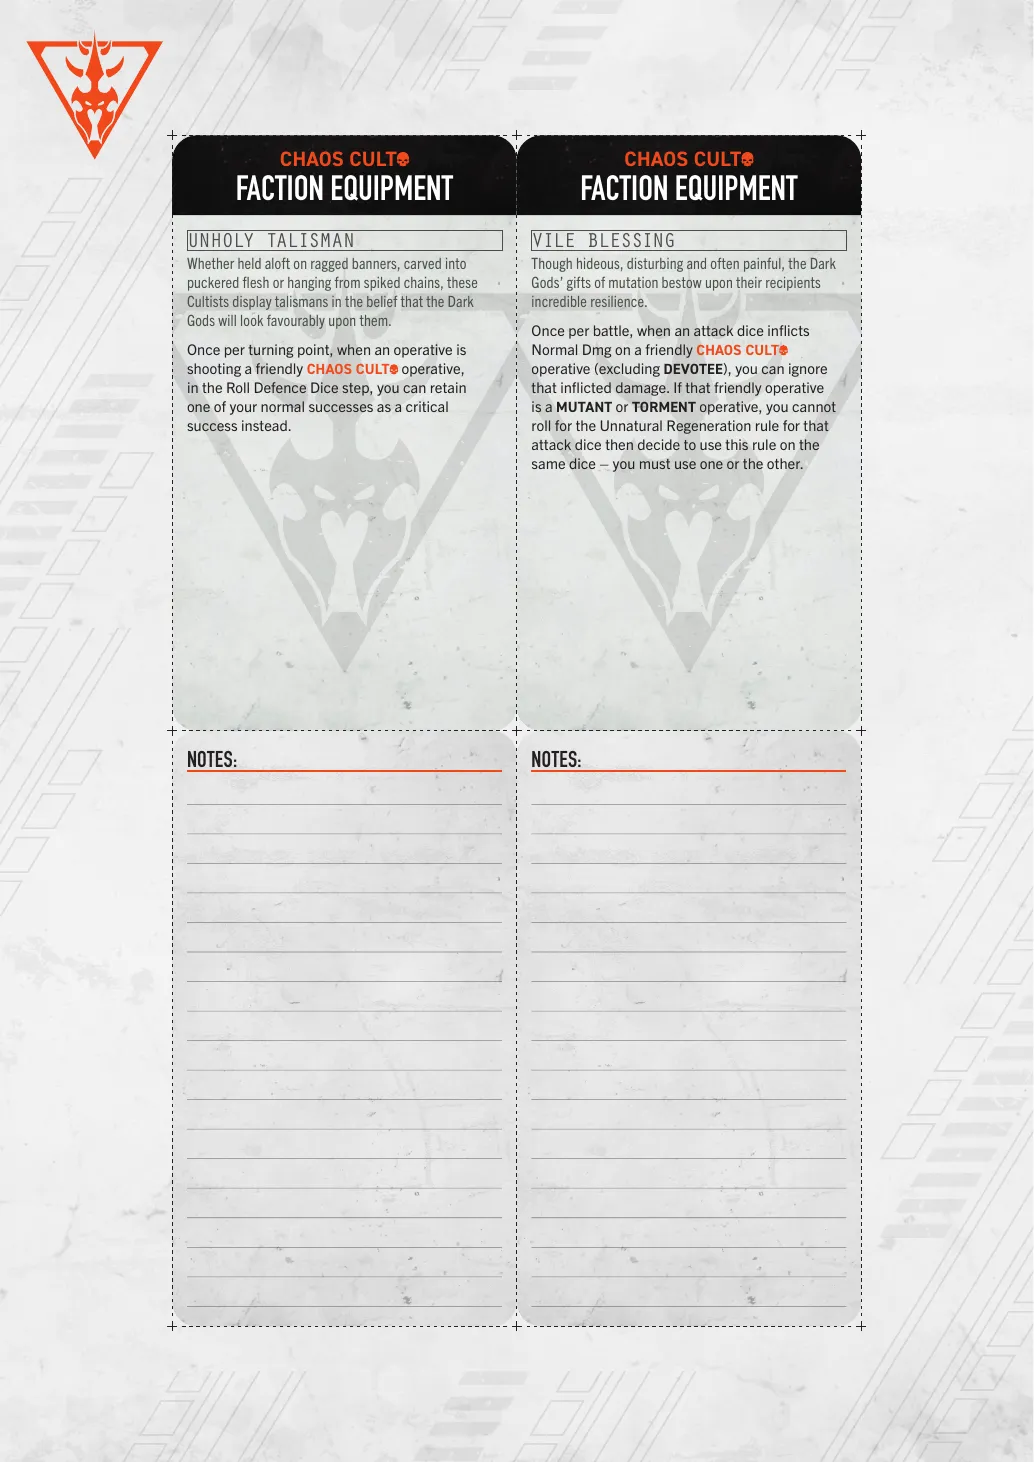 CHAOS CULT
FACTION EQUIPMENT
UNHOLY TALISMAN
Whether held aloft on ragged banners, carved into
puckered flesh or hanging from spiked chains, these
Cultists display talismans in the belief that the Dark
Gods will look favourably upon them.
Once per turning point, when an operative is
shooting a friendly CHAOS CULT operative,
in the Roll Defence Dice step, you can retain
one of your normal successes as a critical
success instead.
CHAOS CULT
FACTION EQUIPMENT
VILE BLESSING
Though hideous, disturbing and often painful, the Dark
Gods’ gifts of mutation bestow upon their recipients
incredible resilience.
Once per battle, when an attack dice inflicts
Normal Dmg on a friendly CHAOS CULT
operative (excluding DEVOTEE), you can ignore
that inflicted damage. If that friendly operative
is a MUTANT or TORMENT operative, you cannot
roll for the Unnatural Regeneration rule for that
attack dice then decide to use this rule on the
same dice – you must use one or the other.
NOTES:
NOTES: